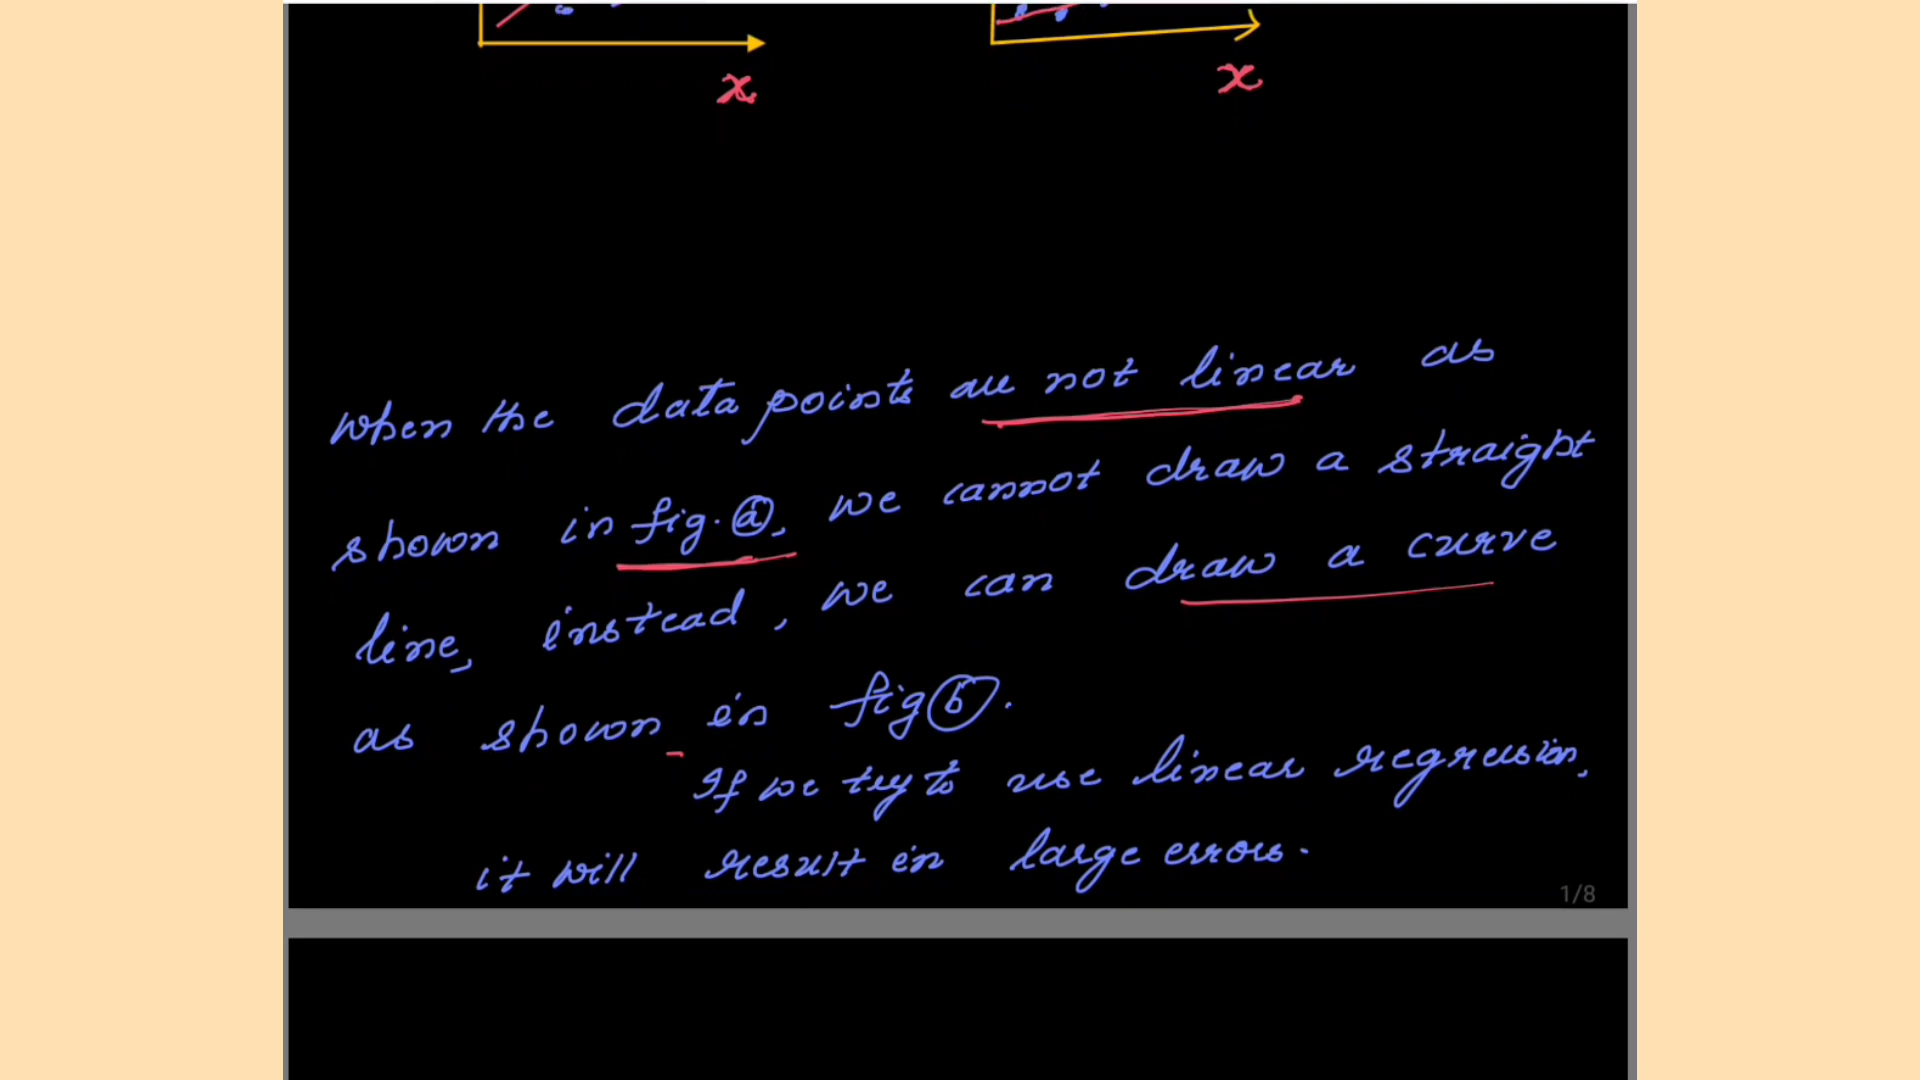 x
x
When the data points are not linear as
shown in fig. a, we cannot draw a straight
line, instead, we can draw a curve
as shown in fig b.
If we try to use linear regression,
it will result in large errors.
1/8